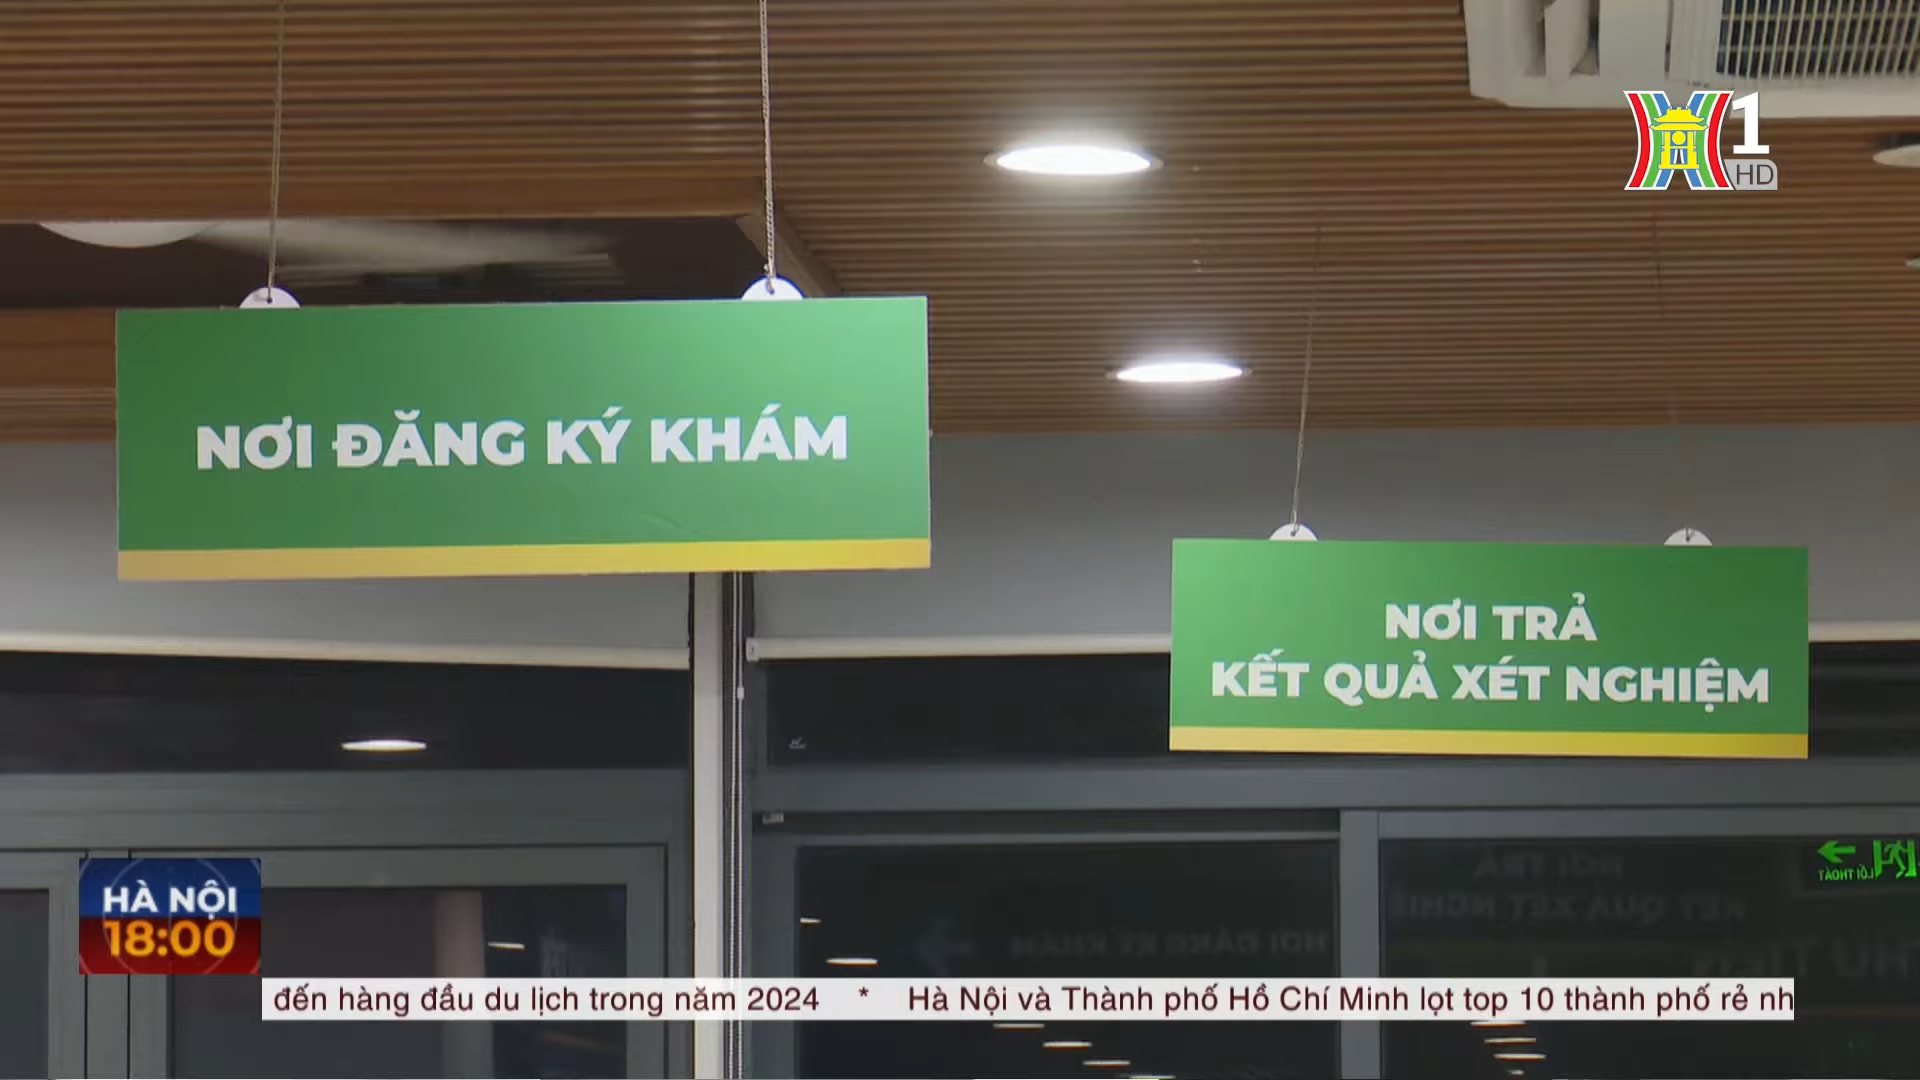 1
HD
NƠI ĐĂNG KÝ KHÁM
NƠI TRẢ
KẾT QUẢ XÉT NGHIỆM
LỐI THOÁT
HÀ NỘI
18:00
đến hàng đầu du lịch trong năm 2024 * Hà Nội và Thành phố Hồ Chí Minh lọt top 10 thành phố rẻ nh